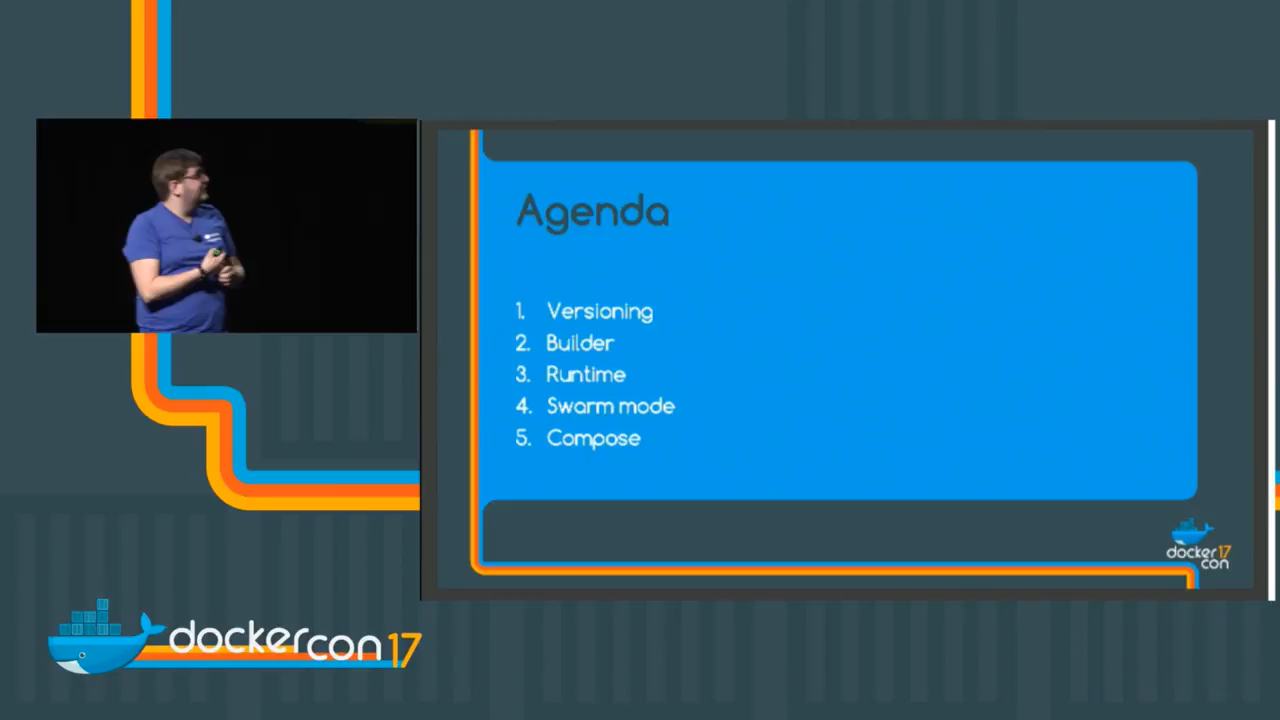 Agenda
1. Versioning
2. Builder
3. Runtime
4. Swarm mode
5. Compose
docker 17
con
dockercon 17